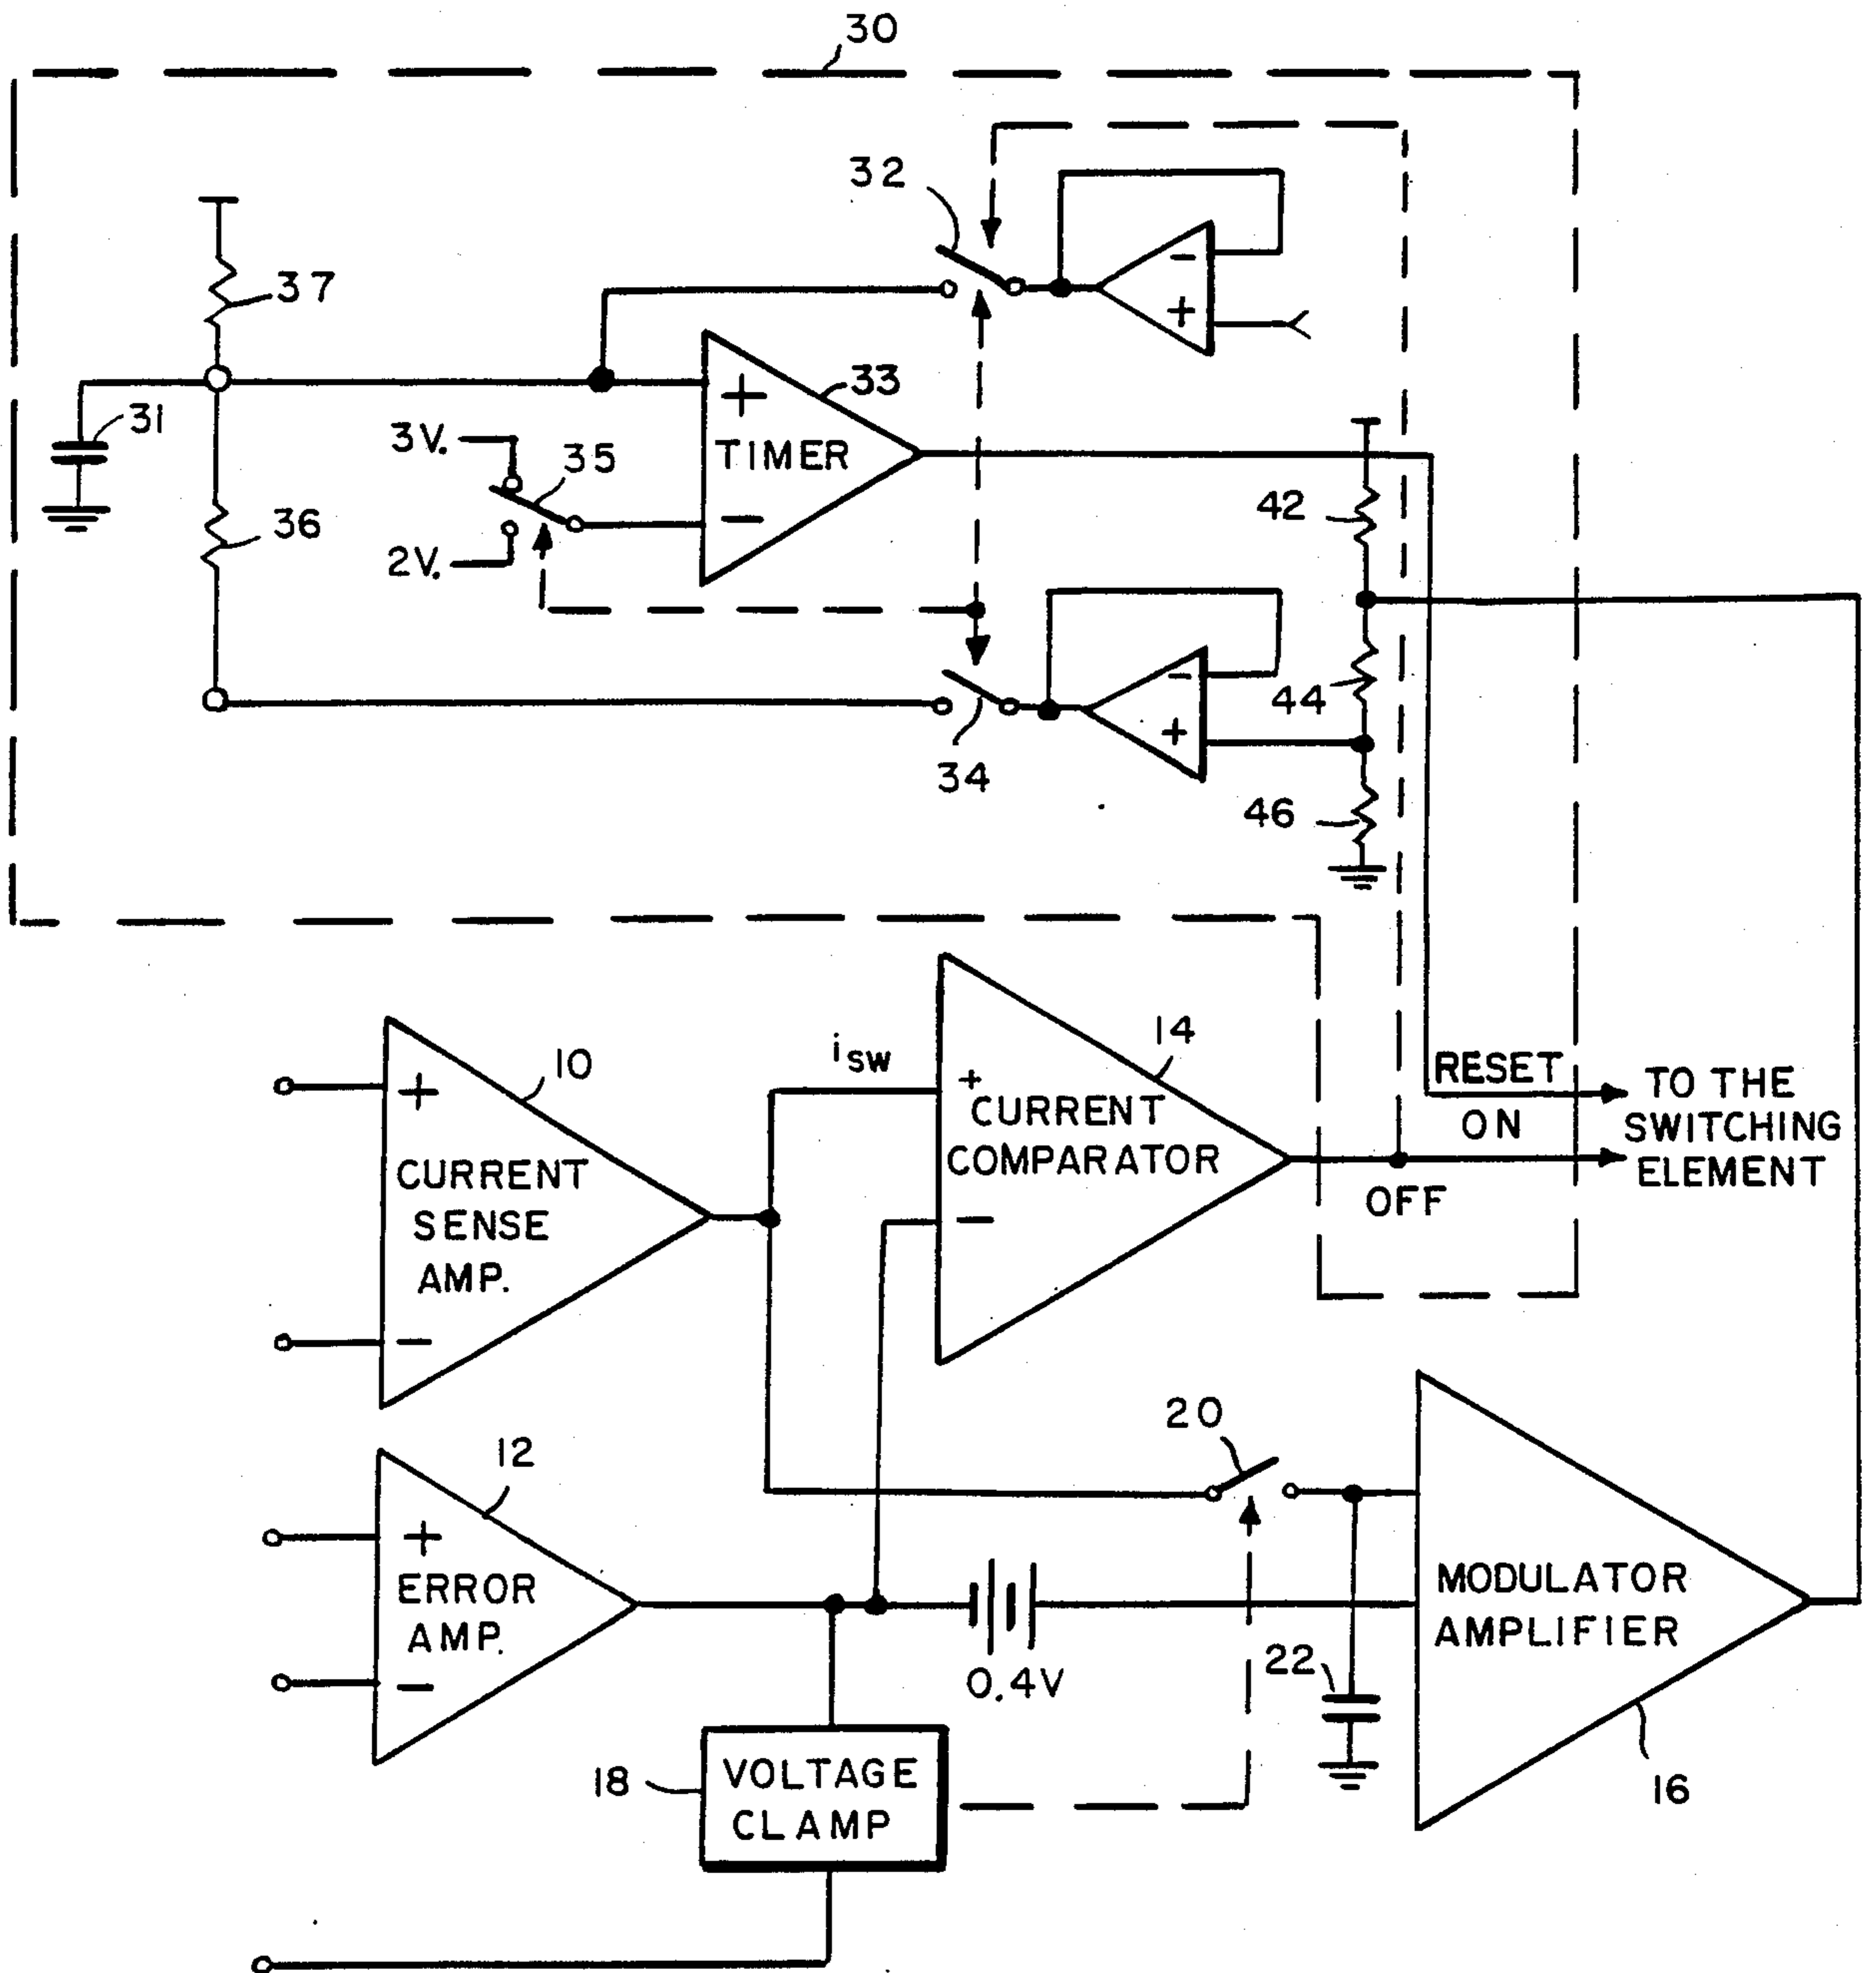 30
32
-
+
37
+
33
31
3V.
35
TIMER
42
36
-
2V.
-
44
+
34
46
14
10
isw
RESET
TO THE
+
+
CURRENT
ON
SWITCHING
COMPARATOR
ELEMENT
CURRENT
OFF
SENSE
-
AMP.
-
20
12
+
ERROR
MODULATOR
AMP.
AMPLIFIER
22
-
0.4V
18
VOLTAGE
16
CLAMP